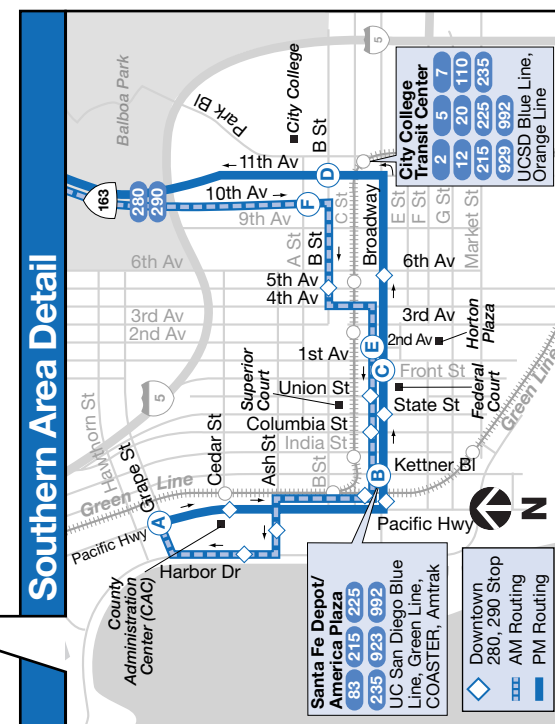 Southern Area Detail
Balboa Park
Park Bl
City College
5
B St
163
280
290
11th Av
10th Av
9th Av
D
F
A St
B St
C St
Broadway
E St
F St
G St
Market St
City College
Transit Center
2 5 7
12 20 110
215 225 235
929 992
UCSD Blue Line,
Orange Line
6th Av
6th Av
5th Av
4th Av
3rd Av
2nd Av
3rd Av
2nd Av
Horton
Plaza
1st Av
E
C
5
Superior
Court
Union St
Front St
Federal
Court
State St
Columbia St
India St
Hawthorn St
Grape St
Cedar St
Ash St
B St
Kettner Bl
Green Line
Green Line
B
Pacific Hwy
Pacific Hwy
A
N
Harbor Dr
County
Administration
Center (CAC)
Santa Fe Depot/
America Plaza
83 215 225
235 923 992
UC San Diego Blue
Line, Green Line,
COASTER, Amtrak
Downtown
280, 290 Stop
AM Routing
PM Routing